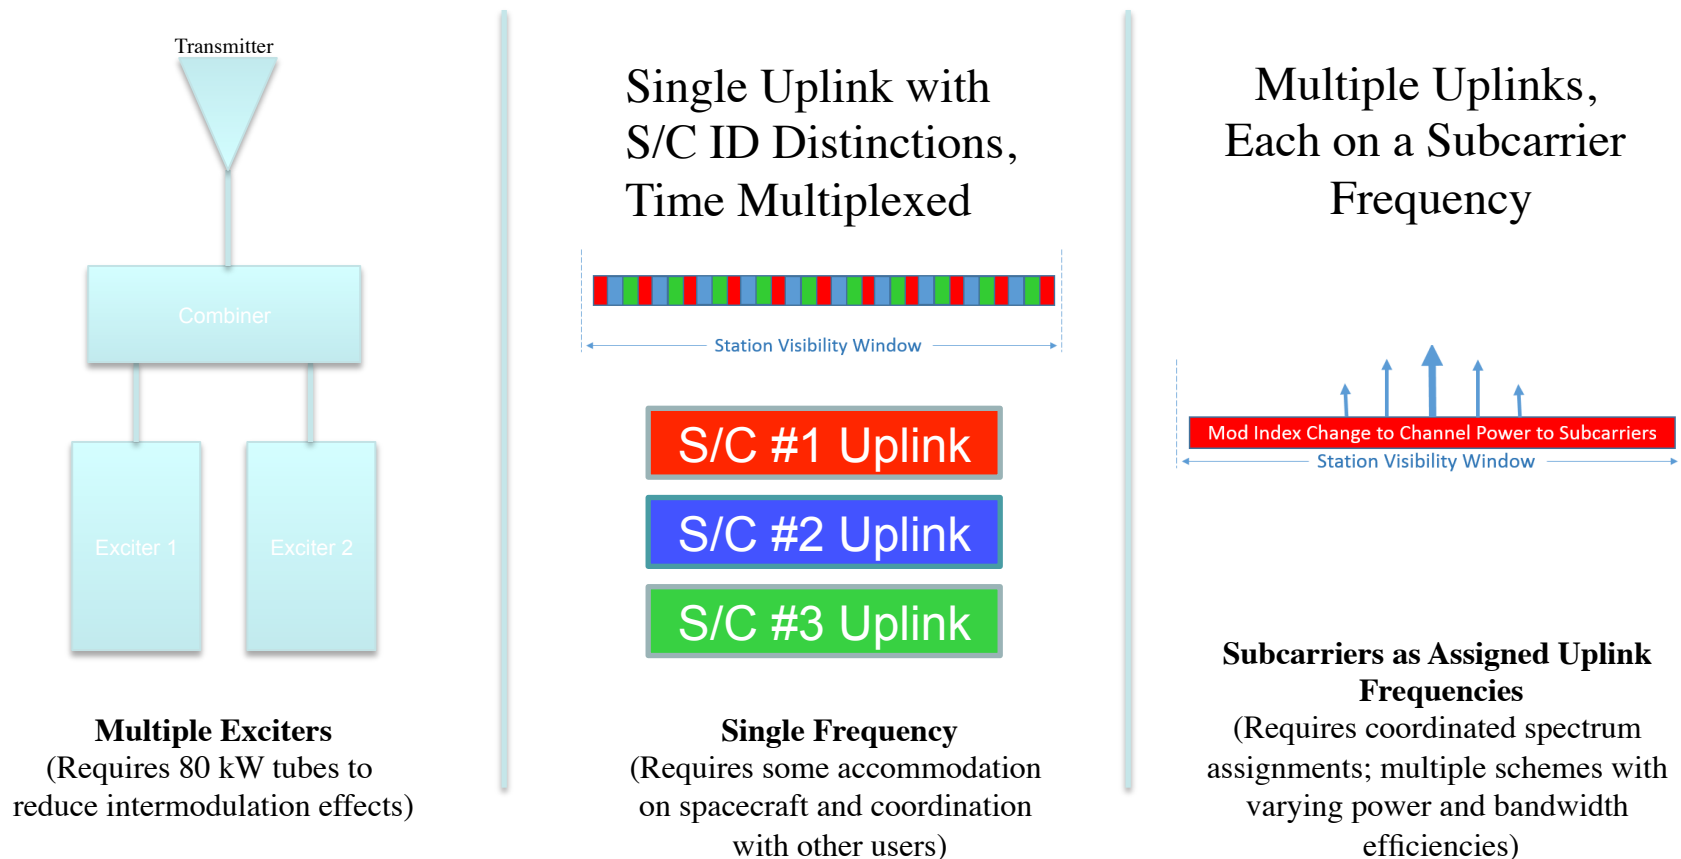 Transmitter
Combiner
Exciter 1
Exciter 2
Multiple Exciters
(Requires 80 kW tubes to
reduce intermodulation effects)
Single Uplink with
S/C ID Distinctions,
Time Multiplexed
Station Visibility Window
S/C #1 Uplink
S/C #2 Uplink
S/C #3 Uplink
Single Frequency
(Requires some accommodation
on spacecraft and coordination
with other users)
Multiple Uplinks,
Each on a Subcarrier
Frequency
Mod Index Change to Channel Power to Subcarriers
Station Visibility Window
Subcarriers as Assigned Uplink
Frequencies
(Requires coordinated spectrum
assignments; multiple schemes with
varying power and bandwidth
efficiencies)